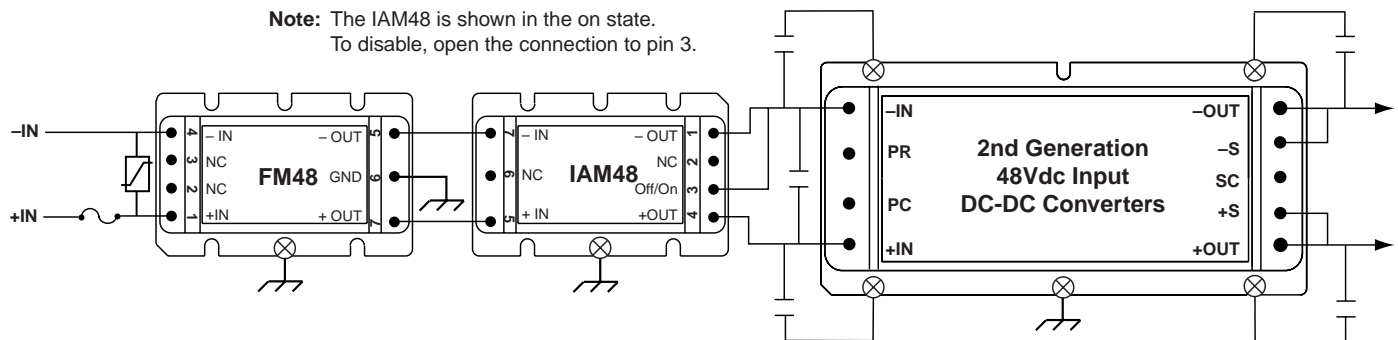 Note: The IAM48 is shown in the on state.
To disable, open the connection to pin 3.
–IN
+IN
4
3
2
1
– IN
NC
NC
+IN
FM48
– OUT
GND
+ OUT
5
6
7
7
6
5
– IN
NC
+ IN
IAM48
– OUT
NC
Off/On
+OUT
1
2
3
4
–IN
PR
PC
+IN
2nd Generation
48Vdc Input
DC-DC Converters
–OUT
–S
SC
+S
+OUT